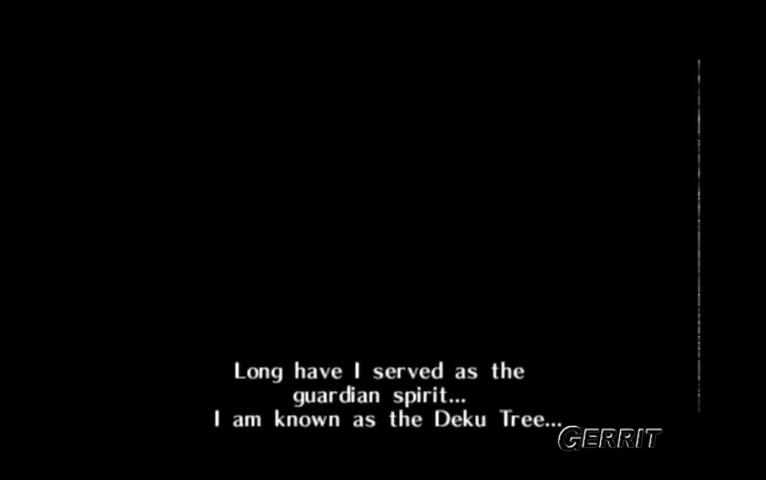 Long have I served as the
guardian spirit...
I am known as the Deku Tree...
GERRIT